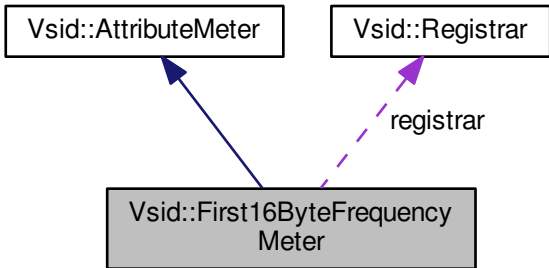 Vsid::AttributeMeter
Vsid::Registrar
registrar
Vsid::First16ByteFrequency
Meter